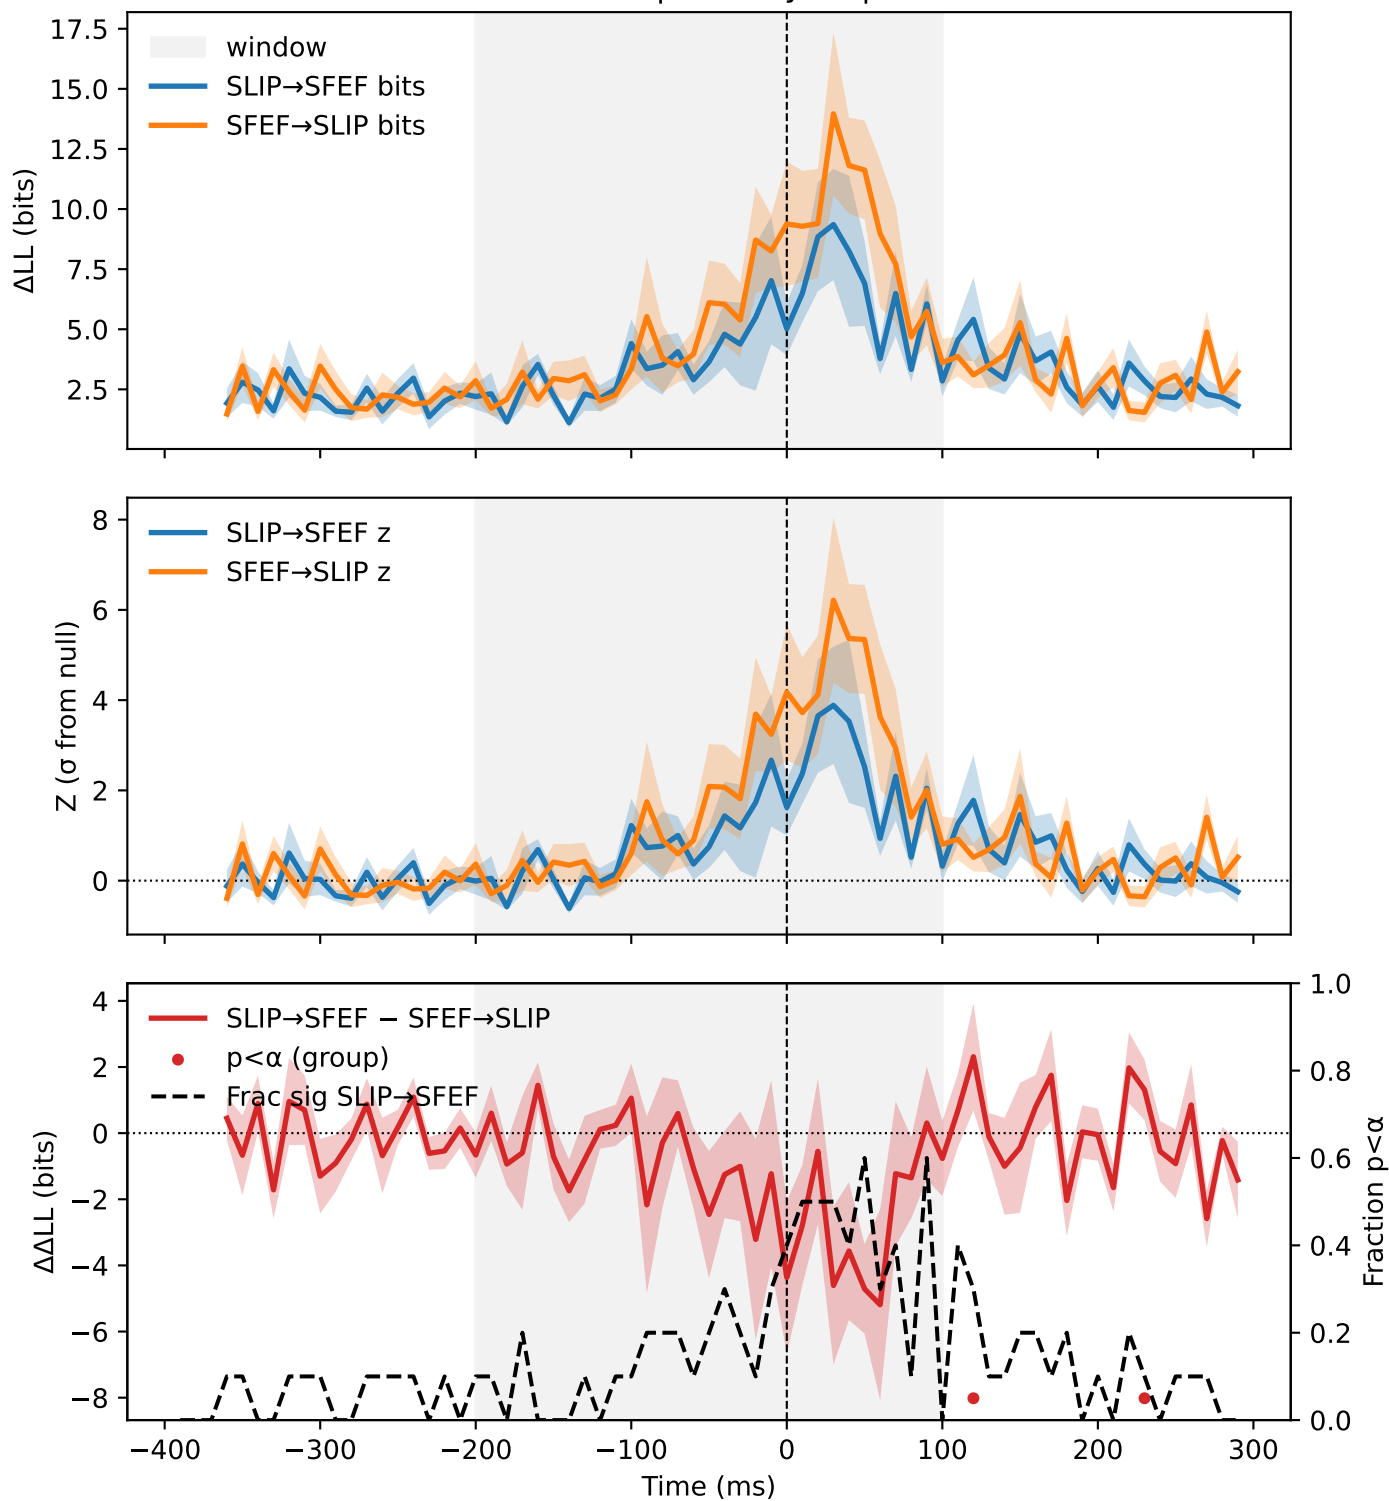 17.5
15.0
12.5
10.0
7.5
5.0
2.5
ΔLL (bits)
window
SLIP→SFEF bits
SFEF→SLIP bits
8
6
4
2
0
Z (σ from null)
SLIP→SFEF z
SFEF→SLIP z
4
2
0
−2
−4
−6
−8
ΔΔLL (bits)
SLIP→SFEF − SFEF→SLIP
p<α (group)
Frac sig SLIP→SFEF
1.0
0.8
0.6
0.4
0.2
0.0
Fraction p<α
−400
−300
−200
−100
0
100
200
300
Time (ms)